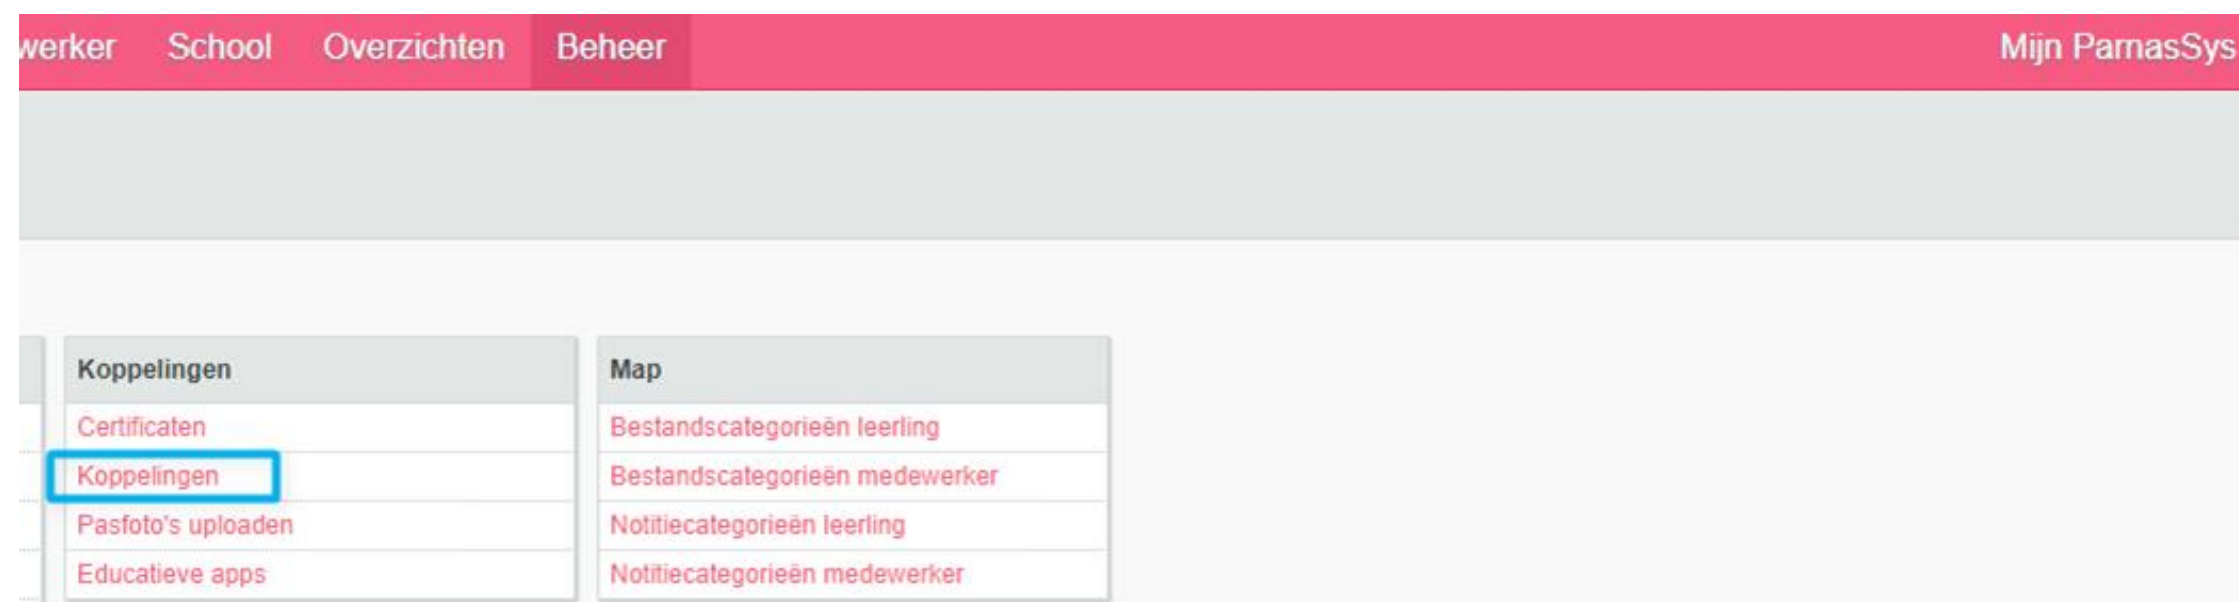 werker School Overzichten Beheer Mijn ParnasSys
Koppelingen
Certificaten
Koppelingen
Pasfoto's uploaden
Educatieve apps
Map
Bestandscategorieën leerling
Bestandscategorieën medewerker
Notitiecategorieën leerling
Notitiecategorieën medewerker